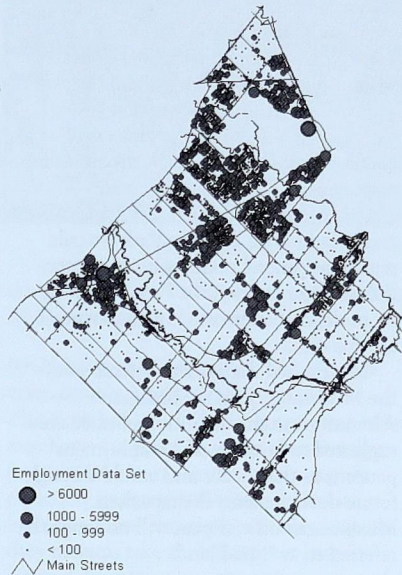 Employment Data Set
> 6000
1000 - 5999
100 - 999
< 100
Main Streets